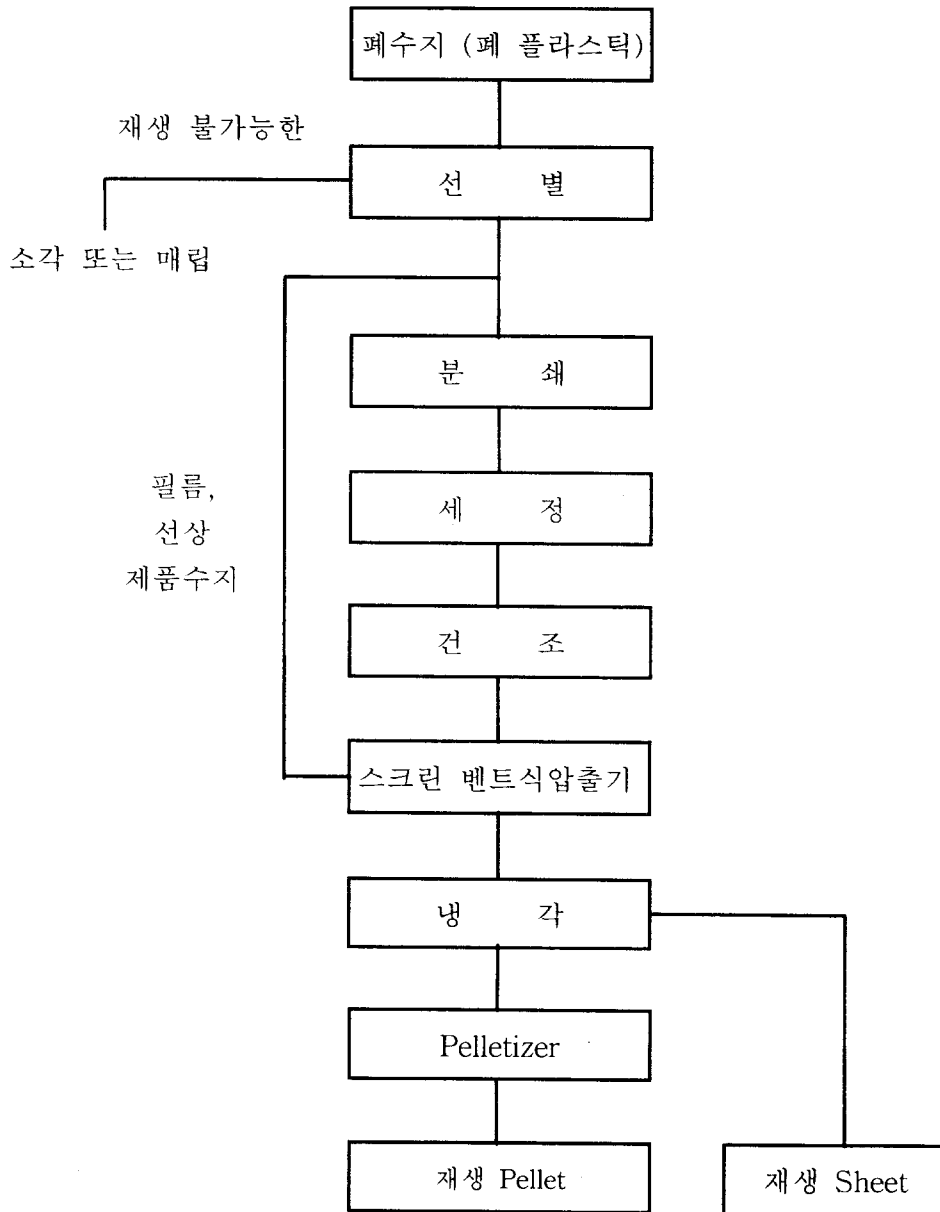 폐수지 (폐 플라스틱)
재생 불가능한
선 별
소각 또는 매립
분 쇄
필름,
선상
제품수지
세 정
건 조
스크린 벤트식압출기
냉 각
Pelletizer
재생 Pellet
재생 Sheet